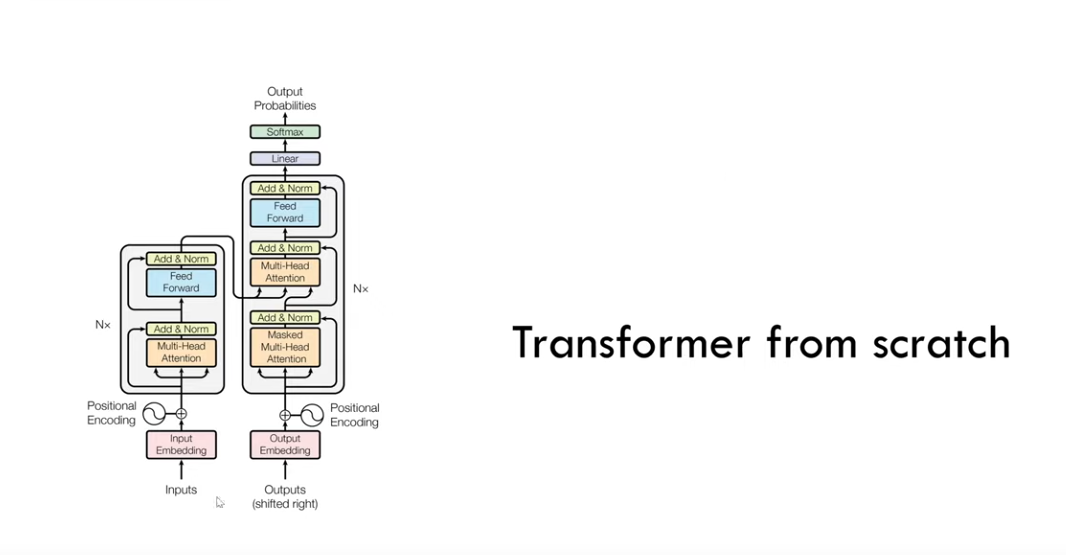 Output
Probabilities
Softmax
Linear
Add & Norm
Feed
Forward
Add & Norm
Multi-Head
Attention
Nx
Add & Norm
Masked
Multi-Head
Attention
Add & Norm
Feed
Forward
Nx
Add & Norm
Multi-Head
Attention
Positional
Encoding
Positional
Encoding
Input
Embedding
Output
Embedding
Inputs
Outputs
(shifted right)
Transformer from scratch